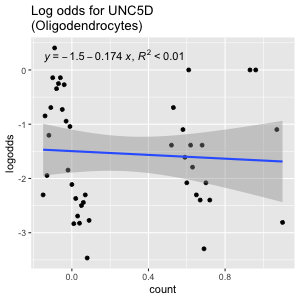 Log odds for UNC5D
(Oligodendrocytes)
y = − 1.5 − 0.174 x, R² < 0.01
0
-1
-2
-3
logodds
0.0 0.4 0.8
count